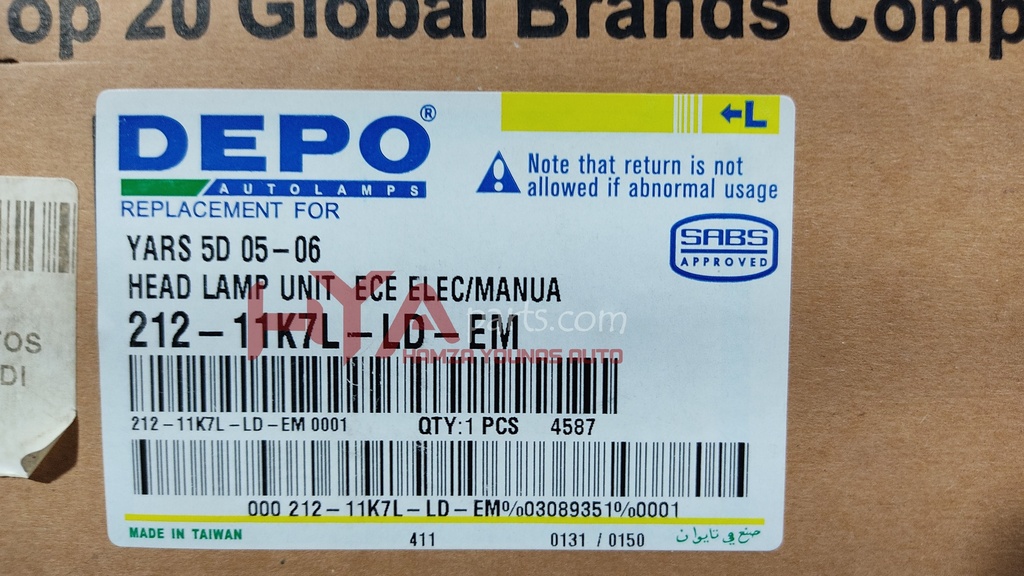 op 20 Global Brands Comp
DEPO®
AUTOLAMPS
REPLACEMENT FOR
←L
Note that return is not
allowed if abnormal usage
SABS
APPROVED
YARS 5D 05-06
HEAD LAMP UNIT ECE ELEC/MANUA
212-11K7L-LD-EM
HYA parts.com
HAMZA YOUNAS AUTO
212-11K7L-LD-EM 0001 QTY:1 PCS 4587
000 212-11K7L-LD-EM%03089351%0001
MADE IN TAIWAN 411 0131 / 0150 صنع في تايوان
TOS
DI